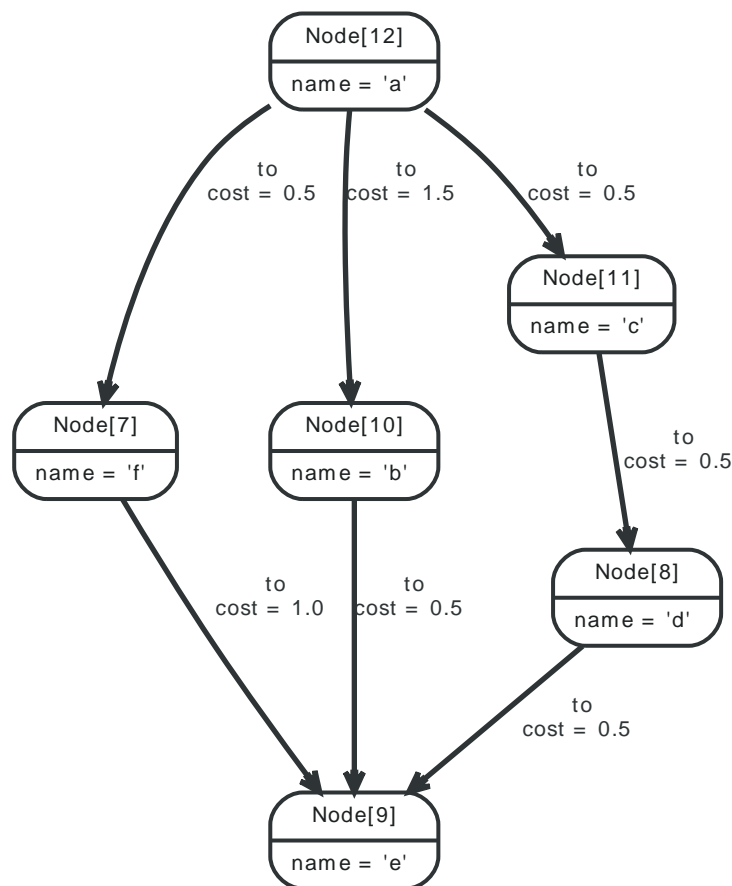 Node[12]
name = 'a'
to
cost = 0.5
to
cost = 1.5
to
cost = 0.5
Node[11]
name = 'c'
Node[7]
name = 'f'
Node[10]
name = 'b'
to
cost = 0.5
Node[8]
name = 'd'
to
cost = 1.0
to
cost = 0.5
to
cost = 0.5
Node[9]
name = 'e'